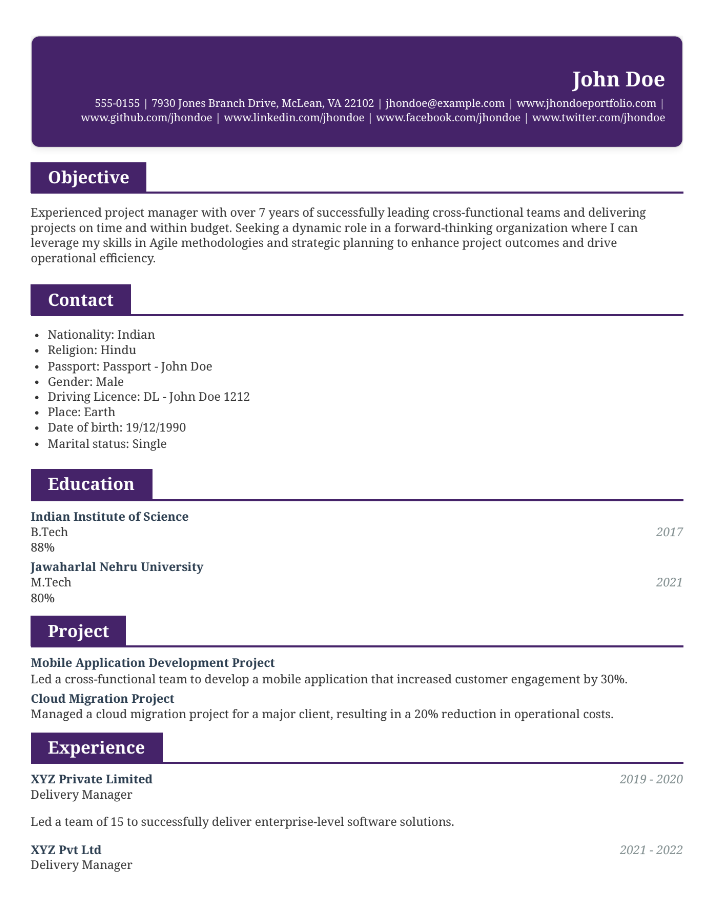 John Doe
555-0155 | 7930 Jones Branch Drive, McLean, VA 22102 | jhondoe@example.com | www.jhondoeportfolio.com |
www.github.com/jhondoe | www.linkedin.com/jhondoe | www.facebook.com/jhondoe | www.twitter.com/jhondoe
Objective
Experienced project manager with over 7 years of successfully leading cross-functional teams and delivering
projects on time and within budget. Seeking a dynamic role in a forward-thinking organization where I can
leverage my skills in Agile methodologies and strategic planning to enhance project outcomes and drive
operational efficiency.
Contact
• Nationality: Indian
• Religion: Hindu
• Passport: Passport - John Doe
• Gender: Male
• Driving Licence: DL - John Doe 1212
• Place: Earth
• Date of birth: 19/12/1990
• Marital status: Single
Education
Indian Institute of Science
B.Tech 2017
88%
Jawaharlal Nehru University
M.Tech 2021
80%
Project
Mobile Application Development Project
Led a cross-functional team to develop a mobile application that increased customer engagement by 30%.
Cloud Migration Project
Managed a cloud migration project for a major client, resulting in a 20% reduction in operational costs.
Experience
XYZ Private Limited 2019 - 2020
Delivery Manager
Led a team of 15 to successfully deliver enterprise-level software solutions.
XYZ Pvt Ltd 2021 - 2022
Delivery Manager